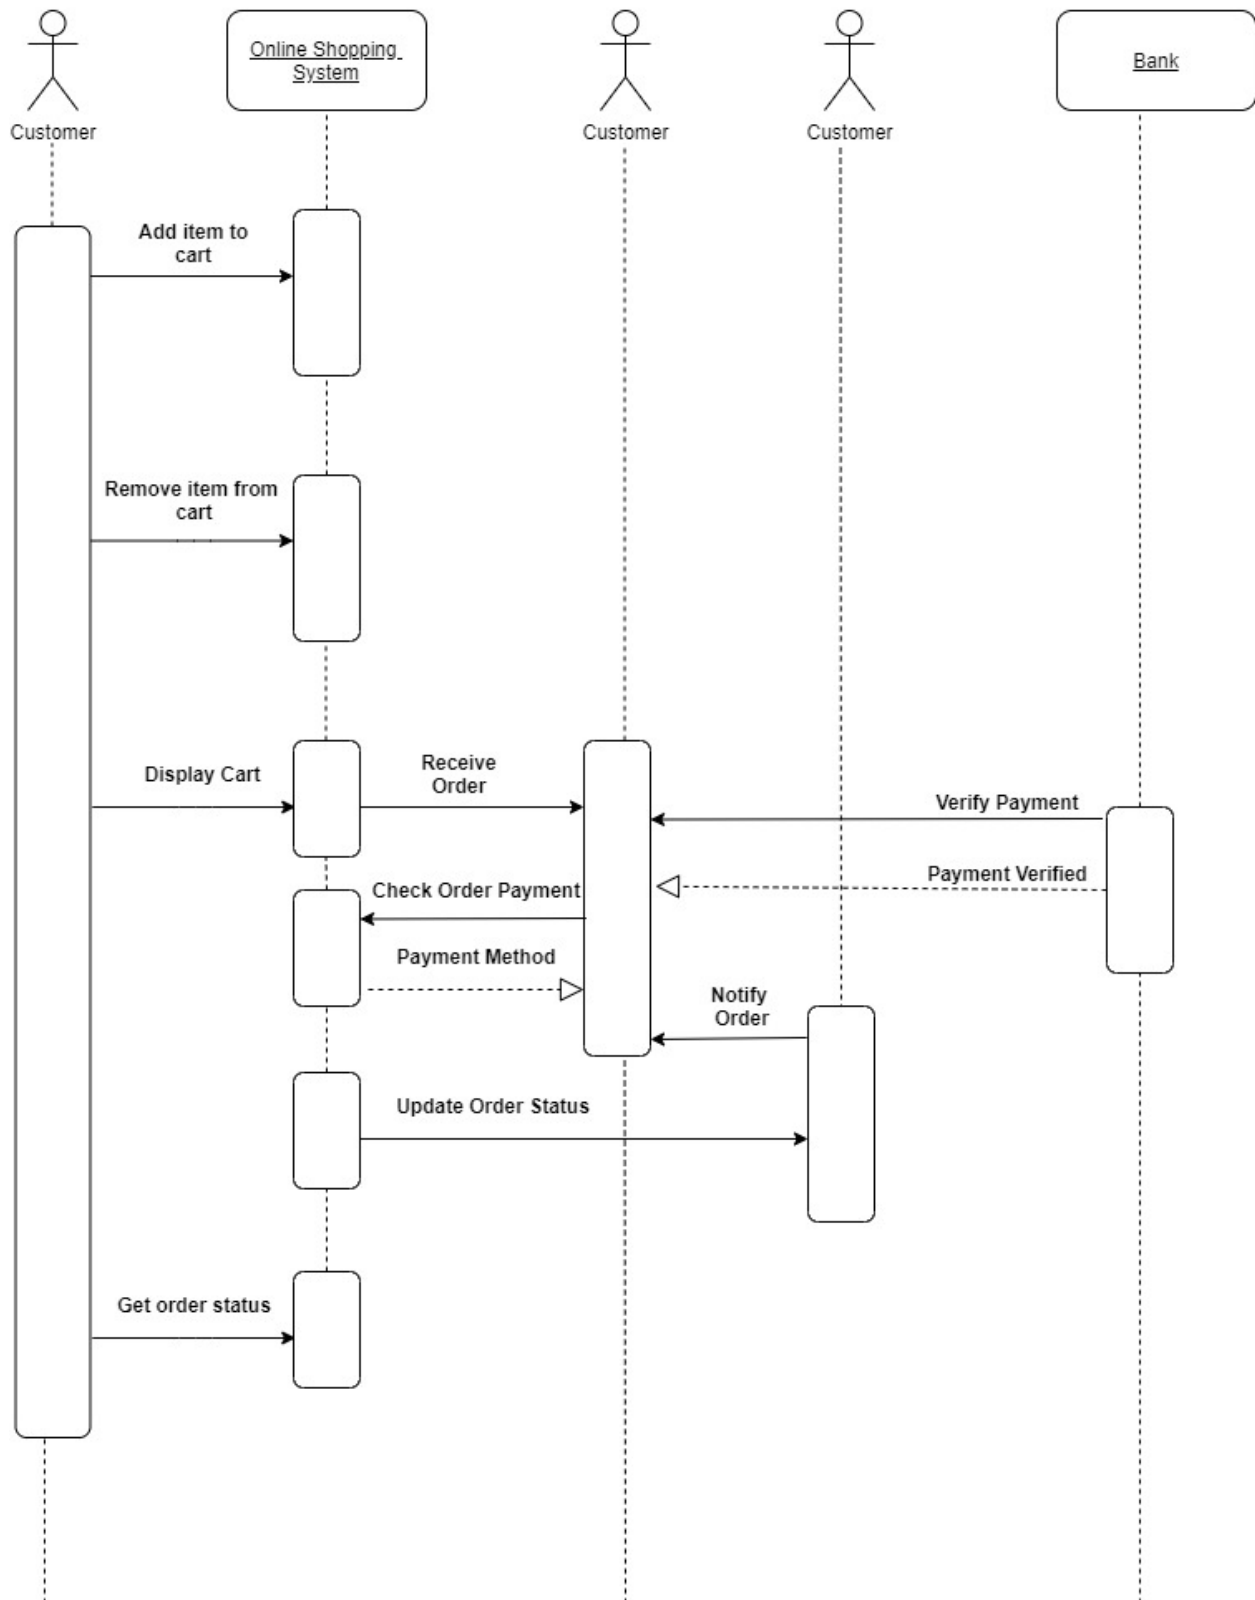 Online Shopping
System
Bank
Customer
Customer
Customer
Add item to
cart
Remove item from
cart
Display Cart
Receive
Order
Verify Payment
Payment Verified
Check Order Payment
Payment Method
Notify
Order
Update Order Status
Get order status